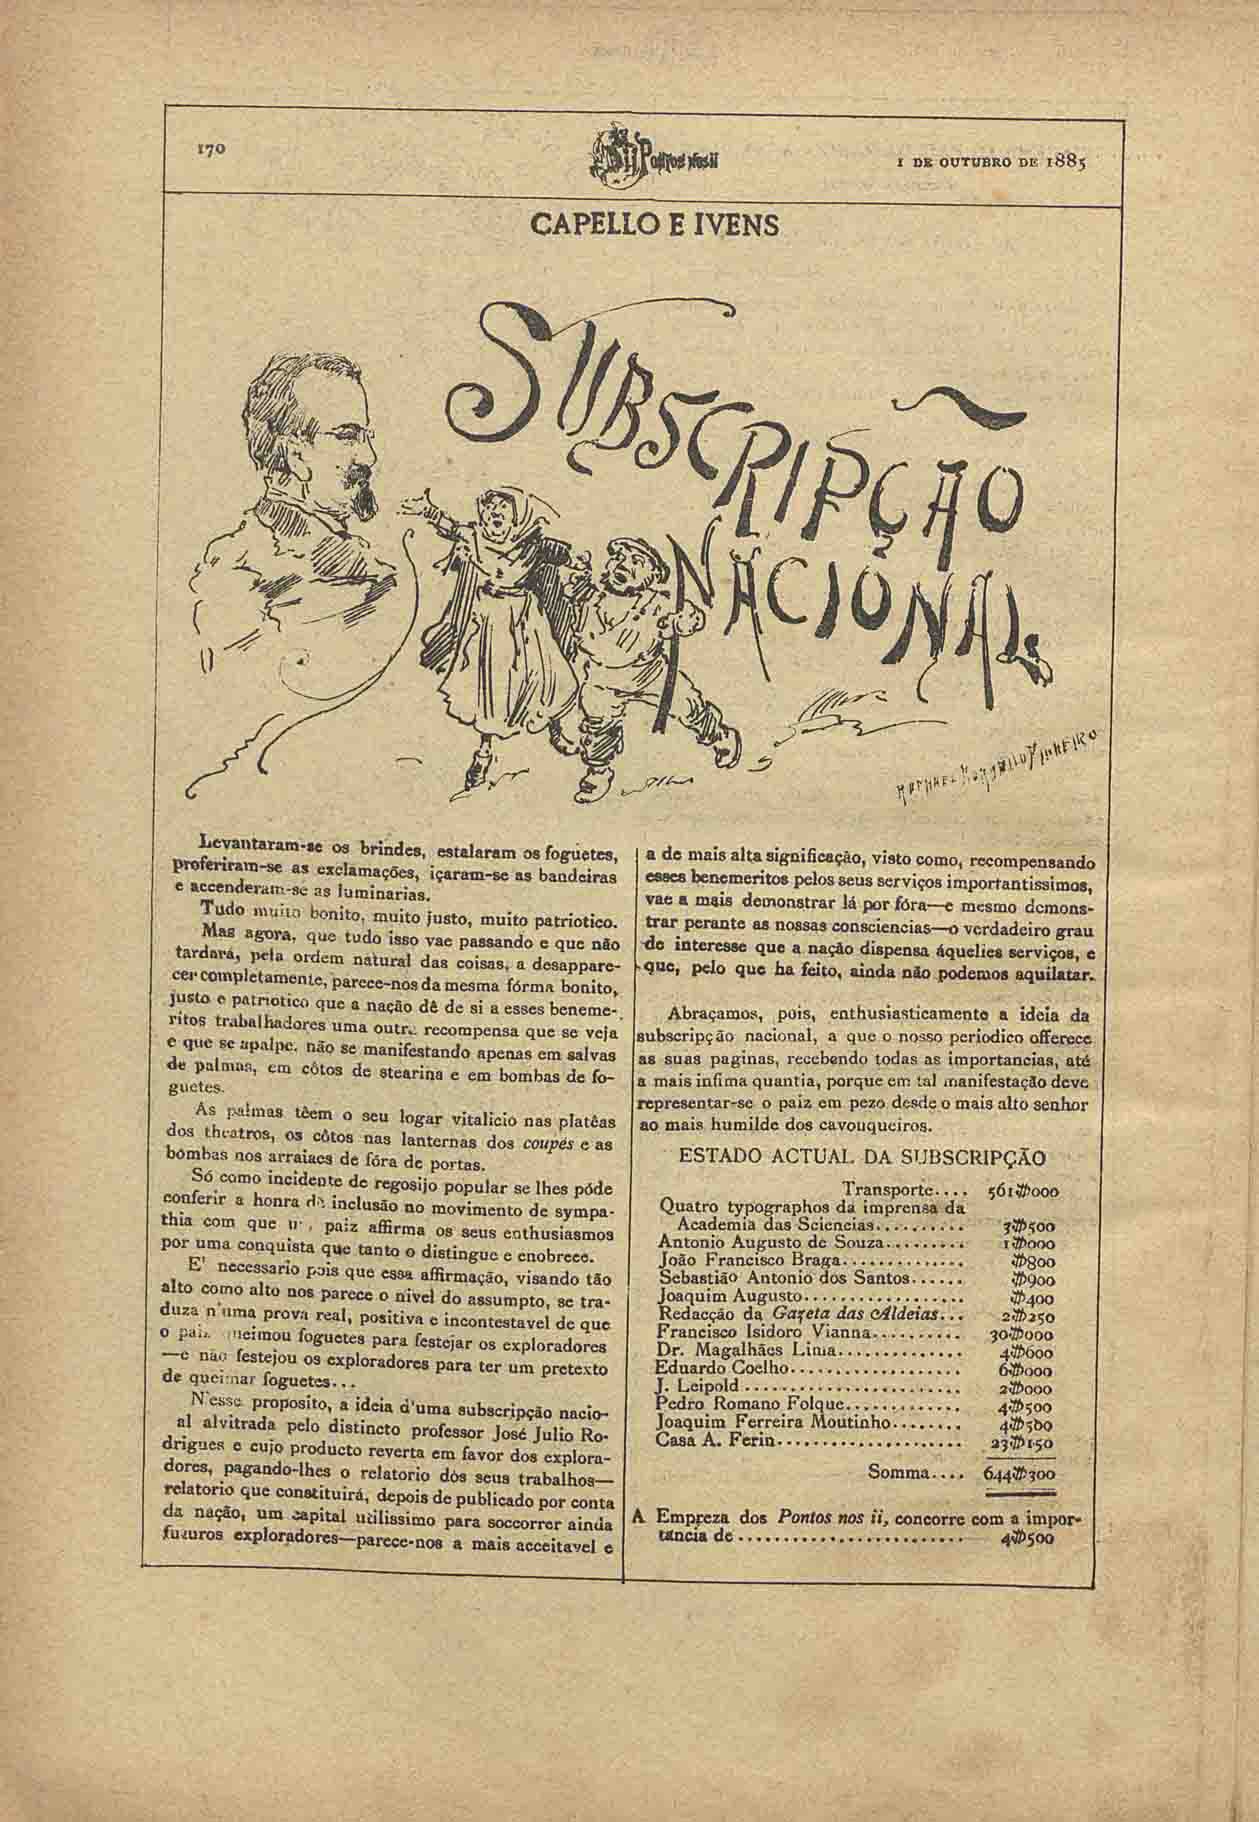 170
Pontos nos ii
1 DE OUTUBRO DE 1885
CAPELLO E IVENS
SUBSCRIPÇÃO
NACIONAL
RAPHAEL BORDALLO PINHEIRO
Levantaram-se os brindes, estalaram os foguetes,
proferiram-se as exclamações, içaram-se as bandeiras
e accenderam-se as luminarias.
Tudo muito bonito, muito justo, muito patriotico.
Mas agora, que tudo isso vae passando e que não
tardará, pela ordem natural das coisas, a desappare-
cer completamente, parece-nos da mesma fórma bonito,
justo e patriotico que a nação dê de si a esses beneme-
ritos trabalhadores uma outra recompensa que se veja
e que se apalpe, não se manifestando apenas em salvas
de palmas, em côtos de stearina e em bombas de fo-
guetes.
As palmas têem o seu logar vitalicio nas platêas
dos theatros, os côtos nas lanternas dos coupés e as
bombas nos arraiaes de fóra de portas.
Só como incidente de regosijo popular se lhes póde
conferir a honra de inclusão no movimento de sympa-
thia com que um paiz affirma os seus enthusiasmos
por uma conquista que tanto o distingue e enobrece.
E' necessario pois que essa affirmação, visando tão
alto como alto nos parece o nivel do assumpto, se tra-
duza n'uma prova real, positiva e incontestavel de que
o paiz queimou foguetes para festejar os exploradores
—e não festejou os exploradores para ter um pretexto
de queimar foguetes...
N'esse proposito, a ideia d'uma subscripção nacio-
al alvitrada pelo distincto professor José Julio Ro-
drigues e cujo producto reverta em favor dos explora-
dores, pagando-lhes o relatorio dos seus trabalhos—
relatorio que constituirá, depois de publicado por conta
da nação, um capital utilissimo para soccorrer ainda
futuros exploradores—parece-nos a mais acceitavel e
a de mais alta significação, visto como, recompensando
esses benemeritos pelos seus serviços importantissimos,
vae a mais demonstrar lá por fóra—e mesmo demons-
trar perante as nossas consciencias—o verdadeiro grau
de interesse que a nação dispensa áquelles serviços, e
que, pelo que ha feito, ainda não podemos aquilatar.
Abraçamos, pois, enthusiasticamente a ideia da
subscripção nacional, a que o nosso periodico offerece
as suas paginas, recebendo todas as importancias, até
a mais infima quantia, porque em tal manifestação deve
representar-se o paiz em pezo desde o mais alto senhor
ao mais humilde dos cavouqueiros.
ESTADO ACTUAL DA SUBSCRIPÇÃO
Transporte.... 561$000
Quatro typographos da imprensa da
Academia das Sciencias.......... 3$500
Antonio Augusto de Souza......... 1$000
João Francisco Braga............. $800
Sebastião Antonio dos Santos...... $900
Joaquim Augusto.................. $400
Redacção da Gazeta das Aldeias... 2$250
Francisco Isidoro Vianna.......... 30$000
Dr. Magalhães Lima.............. 4$600
Eduardo Coelho.................. 6$000
J. Leipold....................... 2$000
Pedro Romano Folque............ 4$500
Joaquim Ferreira Moutinho........ 4$500
Casa A. Ferin.................... 23$150
Somma.... 644$300
A Empreza dos Pontos nos ii, concorre com a impor-
tancia de......................... 4$500